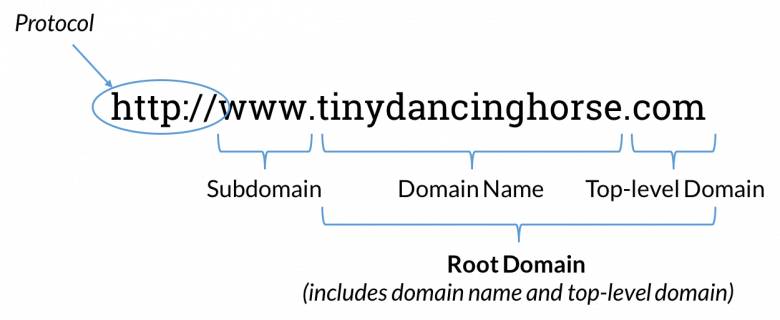 Protocol
http://www.tinydancinghorse.com
Subdomain Domain Name Top-level Domain
Root Domain
(includes domain name and top-level domain)